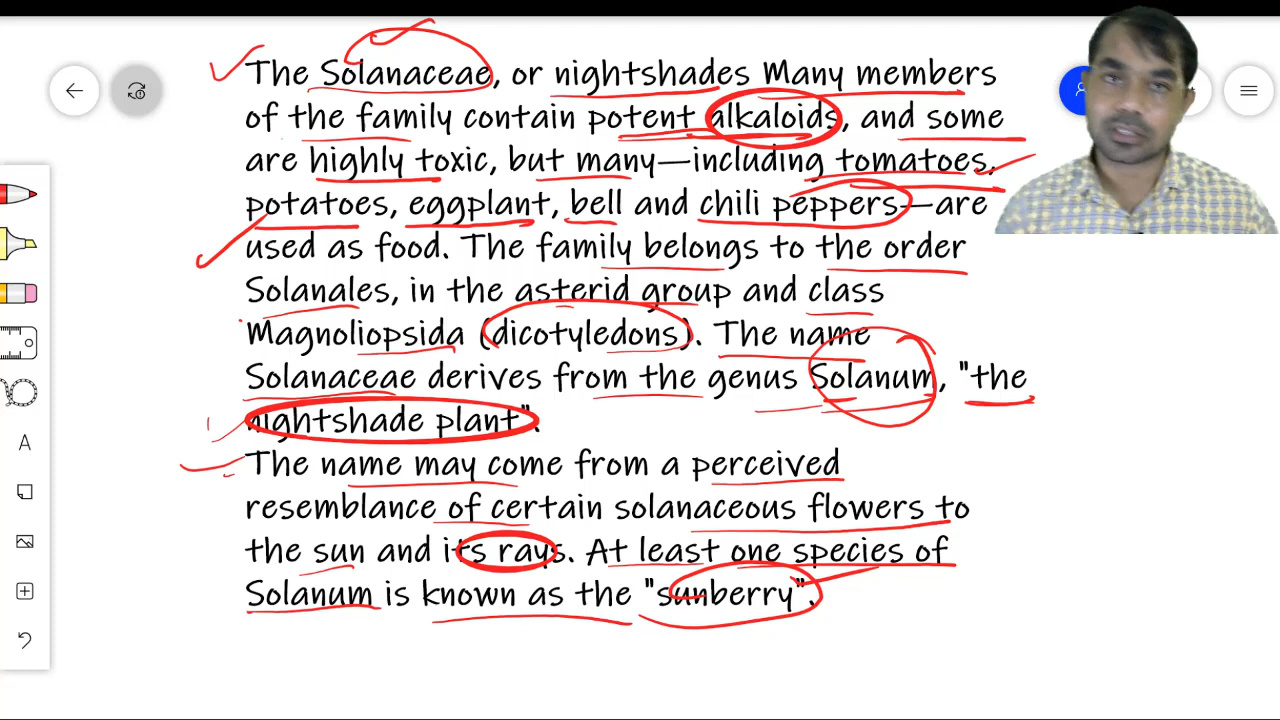 The Solanaceae, or nightshades Many members
of the family contain potent alkaloids, and some
are highly toxic, but many—including tomatoes,
potatoes, eggplant, bell and chili peppers—are
used as food. The family belongs to the order
Solanales, in the asterid group and class
Magnoliopsida (dicotyledons). The name
Solanaceae derives from the genus Solanum, "the
nightshade plant".
The name may come from a perceived
resemblance of certain solanaceous flowers to
the sun and its rays. At least one species of
Solanum is known as the "sunberry".
A